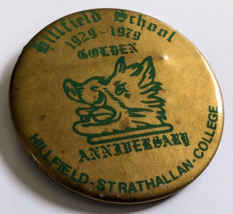 Hillfield School
1929-1979
GOLDEN
ANNIVERSARY
HILLFIELD-STRATHALLAN-COLLEGE